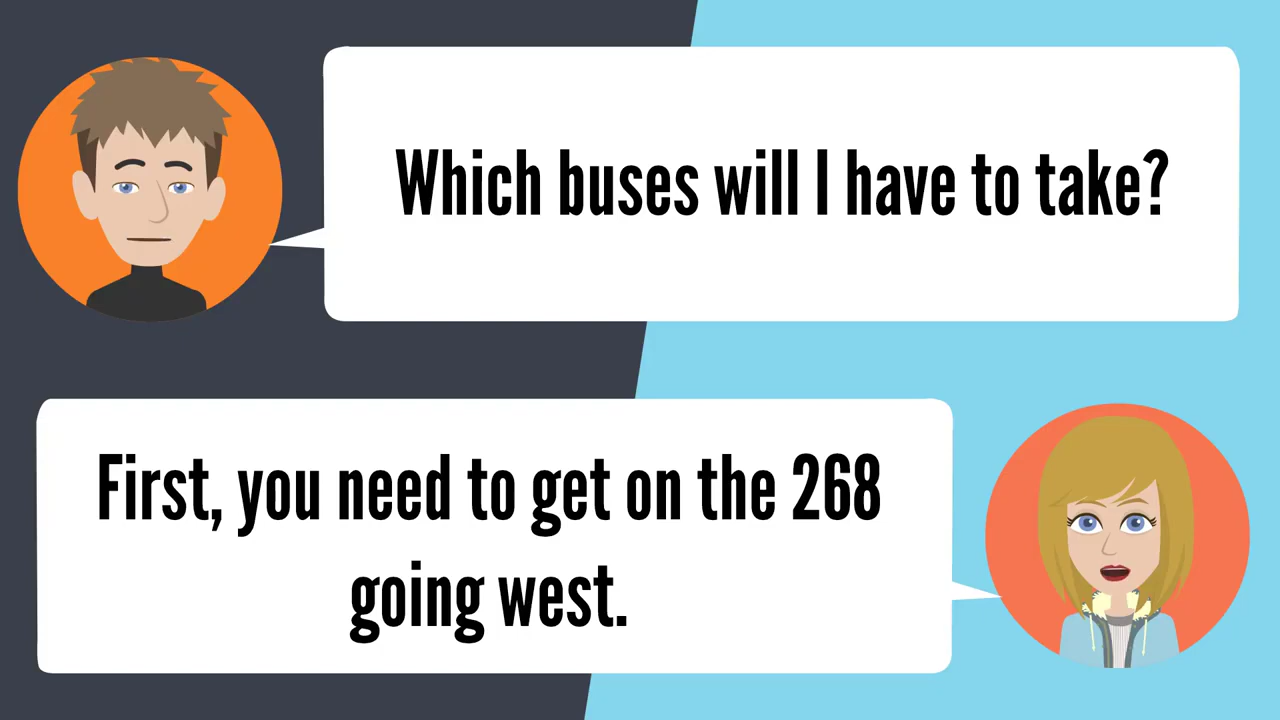 Which buses will I have to take?
First, you need to get on the 268
going west.